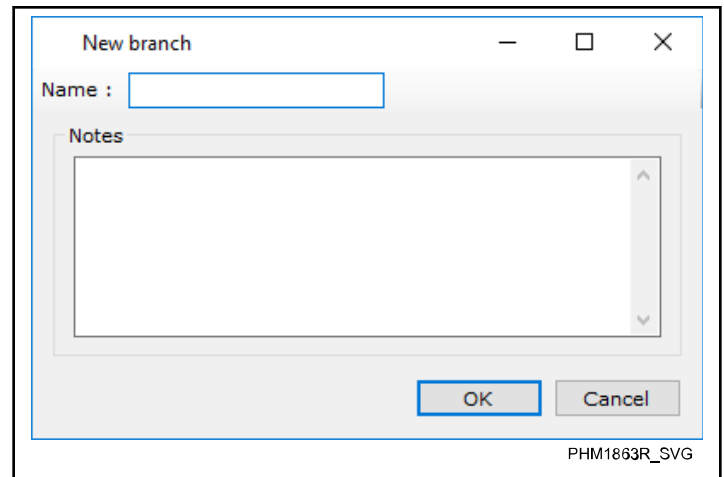 New branch
Name :
Notes
OK Cancel
PHM1863R_SVG